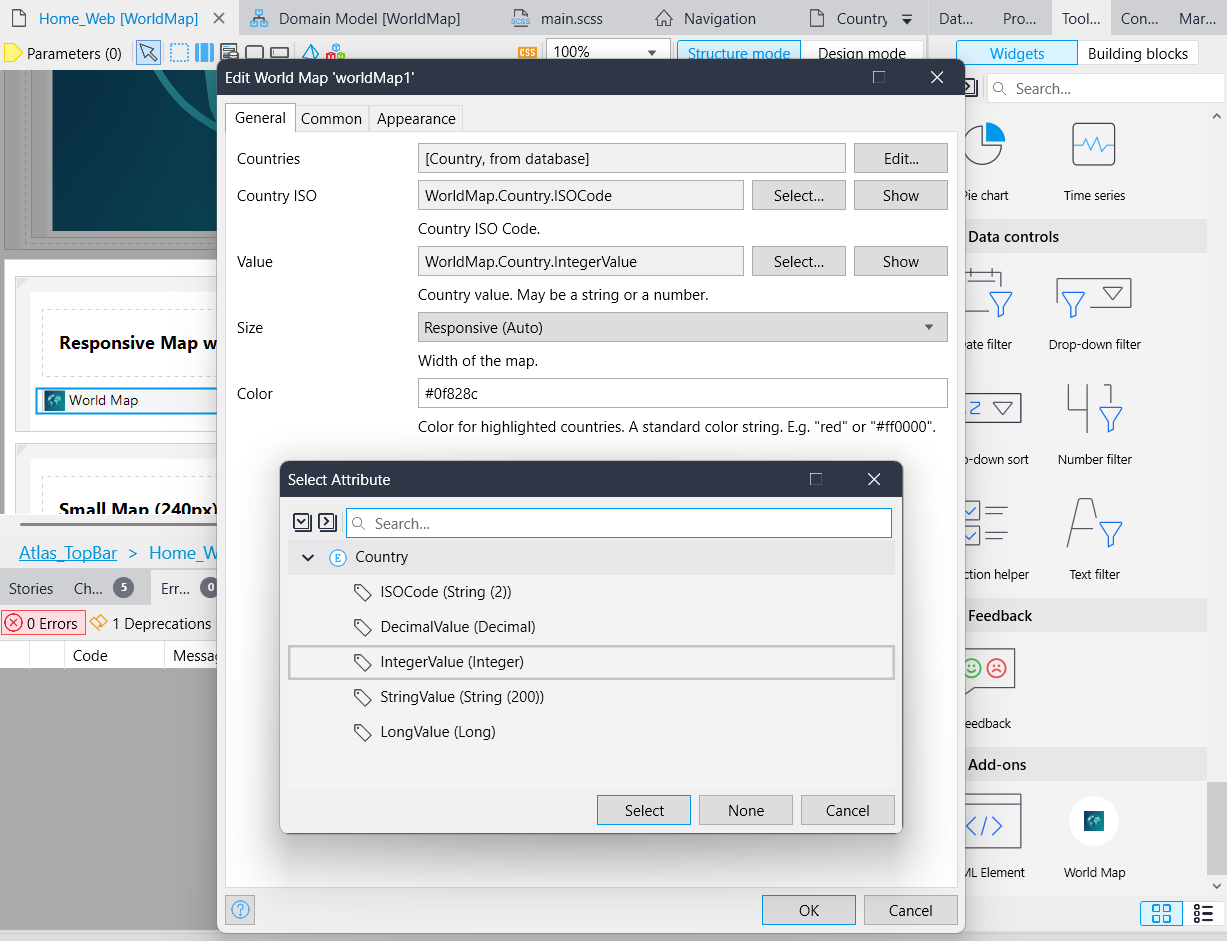 Home_Web [WorldMap]
Domain Model [WorldMap]
main.scss
Navigation
Country
Dat...
Pro...
Tool...
Con...
Mar...
Parameters (0)
CSS
100%
Structure mode
Design mode
Widgets
Building blocks
Search...
Edit World Map 'worldMap1'
General
Common
Appearance
Countries
[Country, from database]
Edit...
Country ISO
WorldMap.Country.ISOCode
Select...
Show
Country ISO Code.
Value
WorldMap.Country.IntegerValue
Select...
Show
Country value. May be a string or a number.
Size
Responsive (Auto)
Width of the map.
Color
#0f828c
Color for highlighted countries. A standard color string. E.g. "red" or "#ff0000".
Select Attribute
Search...
E
Country
ISOCode (String (2))
DecimalValue (Decimal)
IntegerValue (Integer)
StringValue (String (200))
LongValue (Long)
Select
None
Cancel
?
OK
Cancel
Responsive Map w
World Map
Small Map (240px)
Atlas_TopBar > Home_W
Stories
Ch...
5
Err...
0
0 Errors
1 Deprecations
Code
Messag
Pie chart
Time series
Data controls
ate filter
Drop-down filter
p-down sort
Number filter
ction helper
Text filter
Feedback
eedback
Add-ons
</>
ML Element
World Map